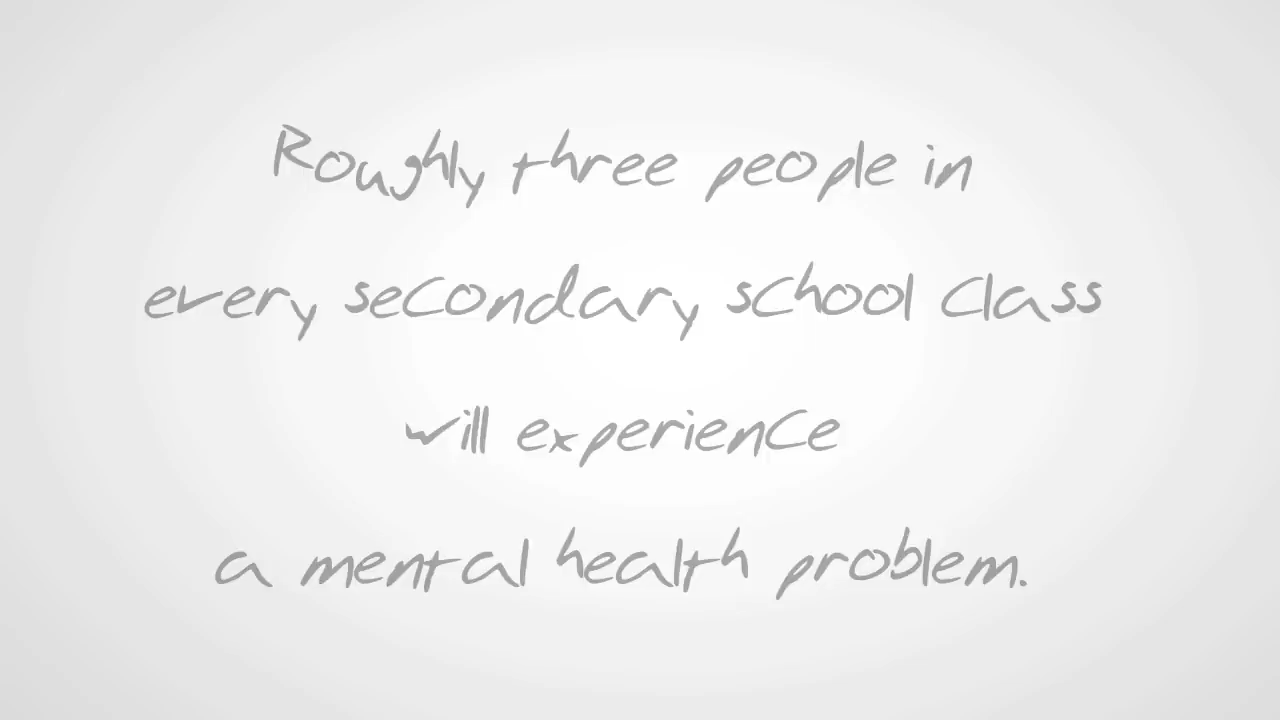 Roughly three people in
every secondary school class
will experience
a mental health problem.